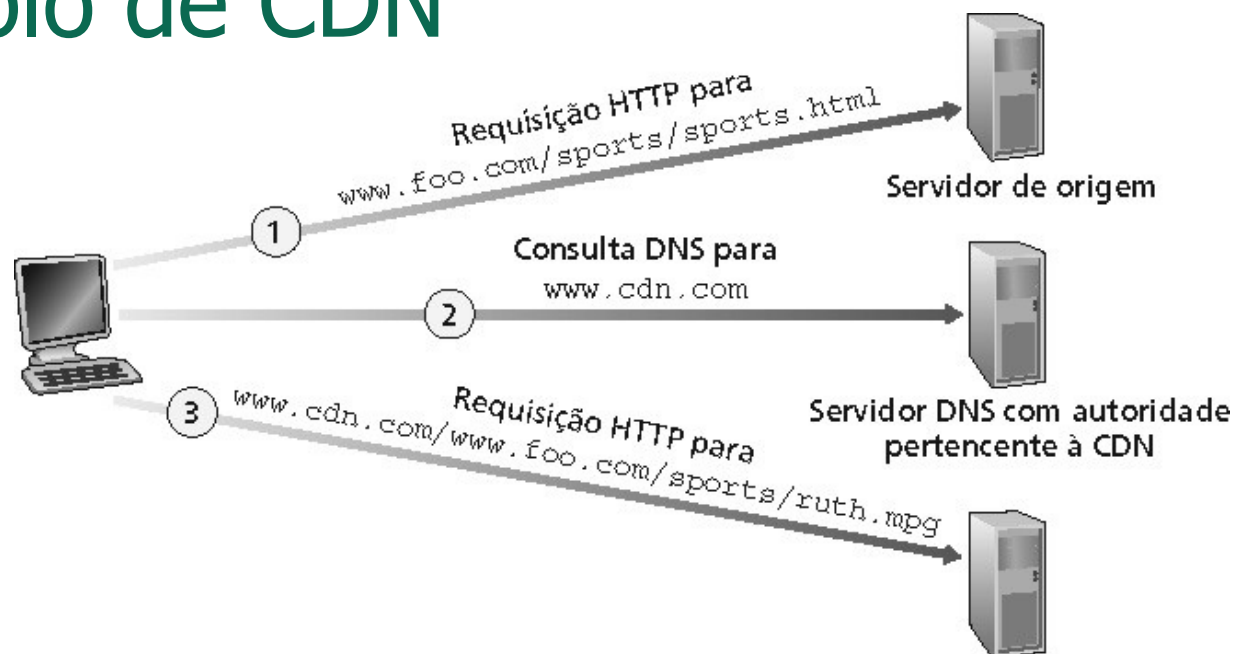 de CDN
Requisição HTTP para
www.foo.com/sports/sports.html
1
Servidor de origem
Consulta DNS para
www.cdn.com
2
Servidor DNS com autoridade
pertencente à CDN
Requisição HTTP para
www.cdn.com/www.foo.com/sports/ruth.mpg
3